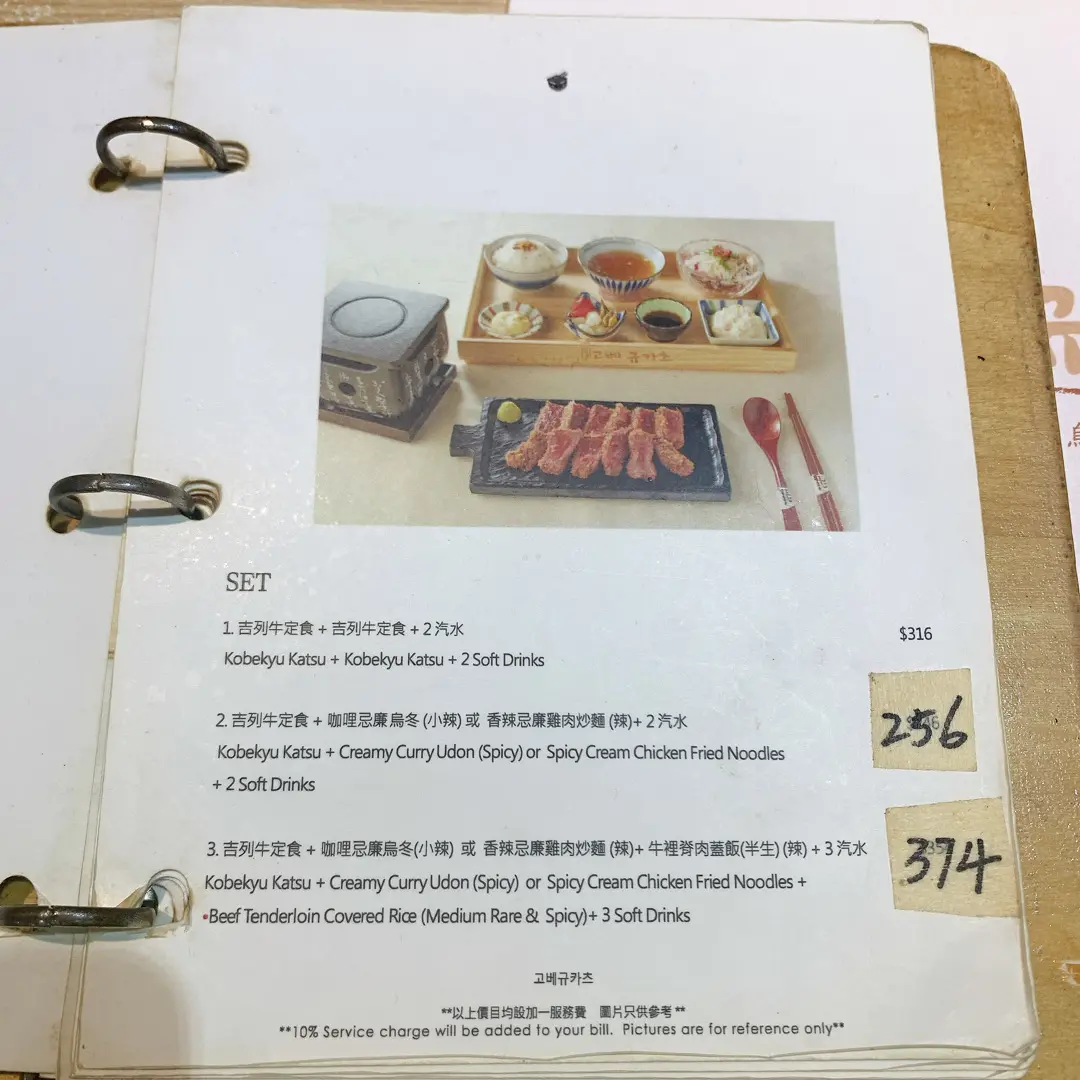 고베규카츠
SET
1. 吉列牛定食 + 吉列牛定食 + 2 汽水
$316
Kobekyu Katsu + Kobekyu Katsu + 2 Soft Drinks
2. 吉列牛定食 + 咖哩忌廉烏冬 (小辣) 或 香辣忌廉雞肉炒麵 (辣)+ 2 汽水
256
Kobekyu Katsu + Creamy Curry Udon (Spicy) or Spicy Cream Chicken Fried Noodles
+ 2 Soft Drinks
3. 吉列牛定食 + 咖哩忌廉烏冬(小辣) 或 香辣忌廉雞肉炒麵 (辣)+ 牛裡脊肉蓋飯(半生) (辣) + 3 汽水
374
Kobekyu Katsu + Creamy Curry Udon (Spicy) or Spicy Cream Chicken Fried Noodles +
•Beef Tenderloin Covered Rice (Medium Rare & Spicy)+ 3 Soft Drinks
고베규카츠
**以上價目均設加一服務費 圖片只供參考**
**10% Service charge will be added to your bill. Pictures are for reference only**